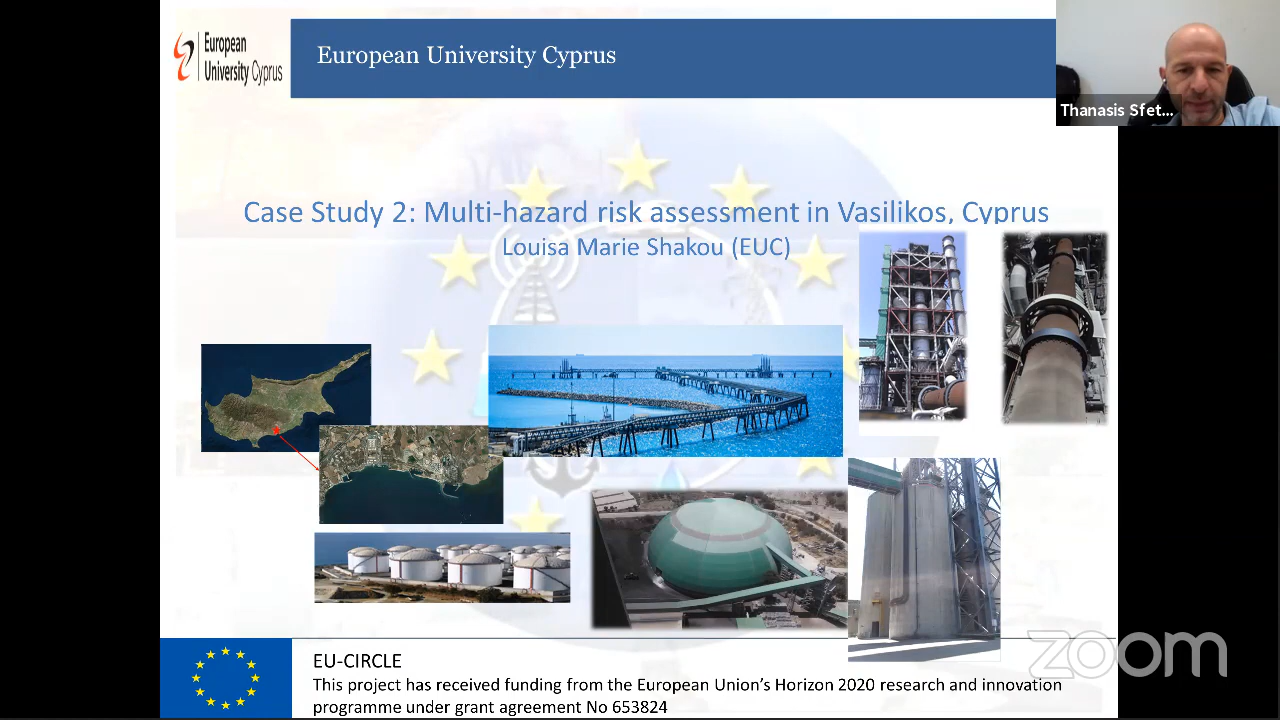 European
University Cyprus
European University Cyprus
Thanasis Sfet...
Case Study 2: Multi-hazard risk assessment in Vasilikos, Cyprus
Louisa Marie Shakou (EUC)
EU-CIRCLE
This project has received funding from the European Union's Horizon 2020 research and innovation
programme under grant agreement No 653824
zoom